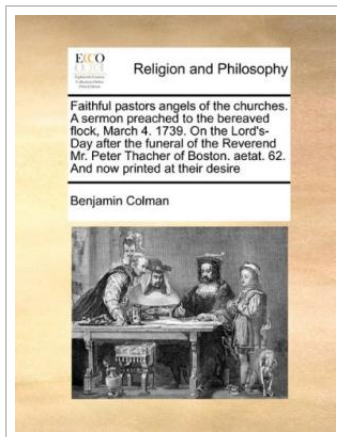 ECCO
Religion and Philosophy
Faithful pastors angels of the churches.
A sermon preached to the bereaved
flock, March 4. 1739. On the Lord's-
Day after the funeral of the Reverend
Mr. Peter Thacher of Boston. aetat. 62.
And now printed at their desire
Benjamin Colman